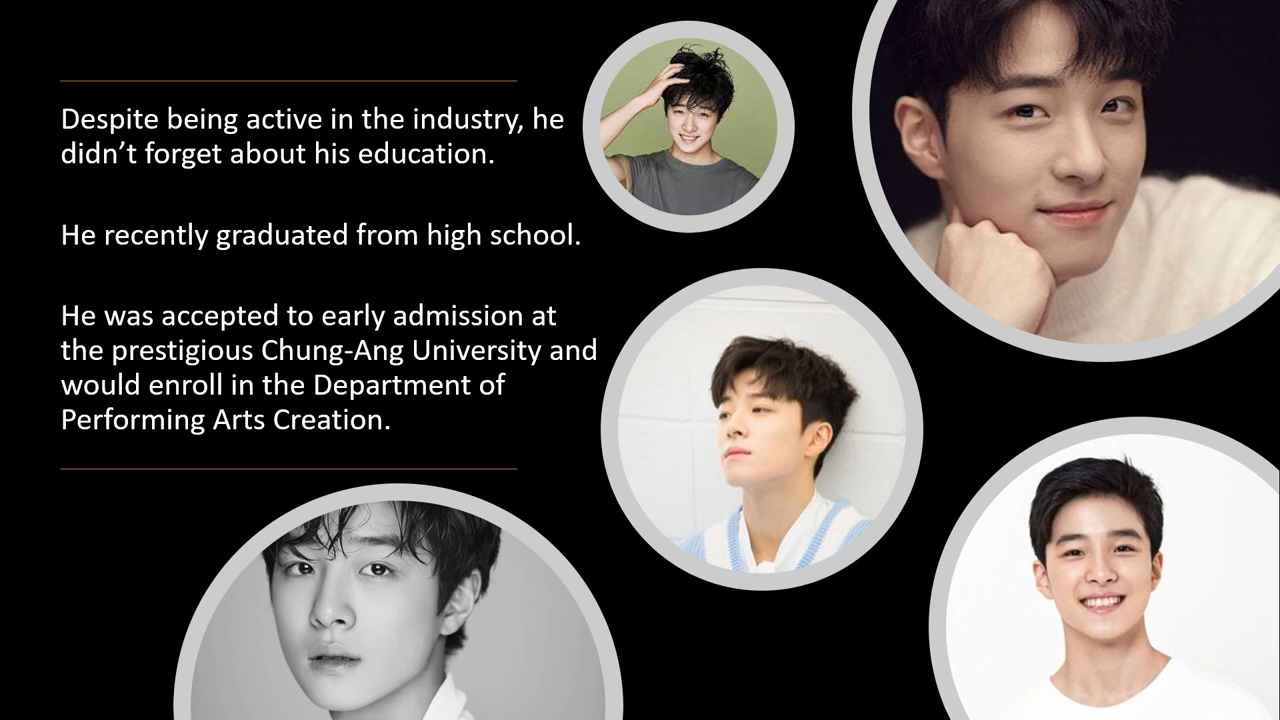 Despite being active in the industry, he
didn’t forget about his education.
He recently graduated from high school.
He was accepted to early admission at
the prestigious Chung-Ang University and
would enroll in the Department of
Performing Arts Creation.